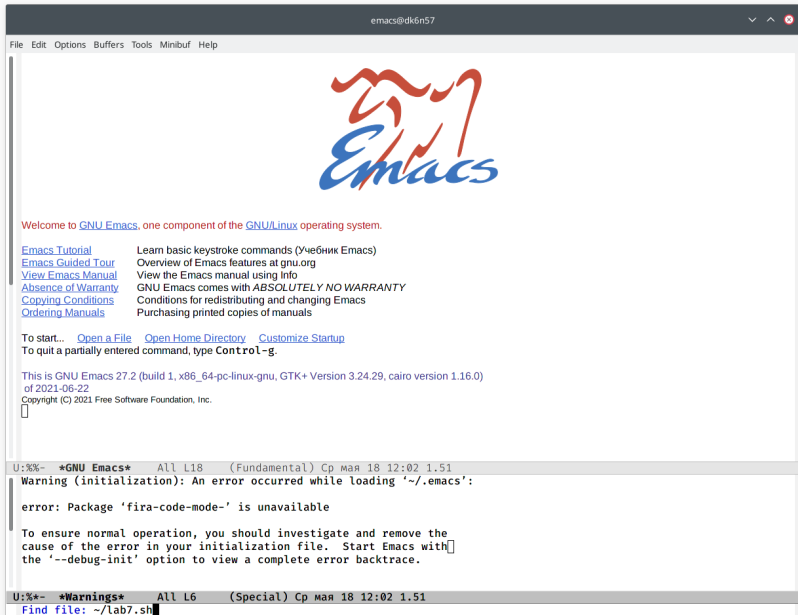 emacs@dk6n57
File Edit Options Buffers Tools Minibuf Help
Emacs
Welcome to GNU Emacs, one component of the GNU/Linux operating system.
Emacs Tutorial Learn basic keystroke commands (Учебник Emacs)
Emacs Guided Tour Overview of Emacs features at gnu.org
View Emacs Manual View the Emacs manual using Info
Absence of Warranty GNU Emacs comes with ABSOLUTELY NO WARRANTY
Copying Conditions Conditions for redistributing and changing Emacs
Ordering Manuals Purchasing printed copies of manuals
To start... Open a File Open Home Directory Customize Startup
To quit a partially entered command, type Control-g.
This is GNU Emacs 27.2 (build 1, x86_64-pc-linux-gnu, GTK+ Version 3.24.29, cairo version 1.16.0)
of 2021-06-22
Copyright (C) 2021 Free Software Foundation, Inc.
U:%%- *GNU Emacs* All L18 (Fundamental) Ср мая 18 12:02 1.51
Warning (initialization): An error occurred while loading ‘~/.emacs’:
error: Package ‘fira-code-mode-’ is unavailable
To ensure normal operation, you should investigate and remove the
cause of the error in your initialization file. Start Emacs with
the ‘--debug-init’ option to view a complete error backtrace.
U:%*- *Warnings* All L6 (Special) Ср мая 18 12:02 1.51
Find file: ~/lab7.sh